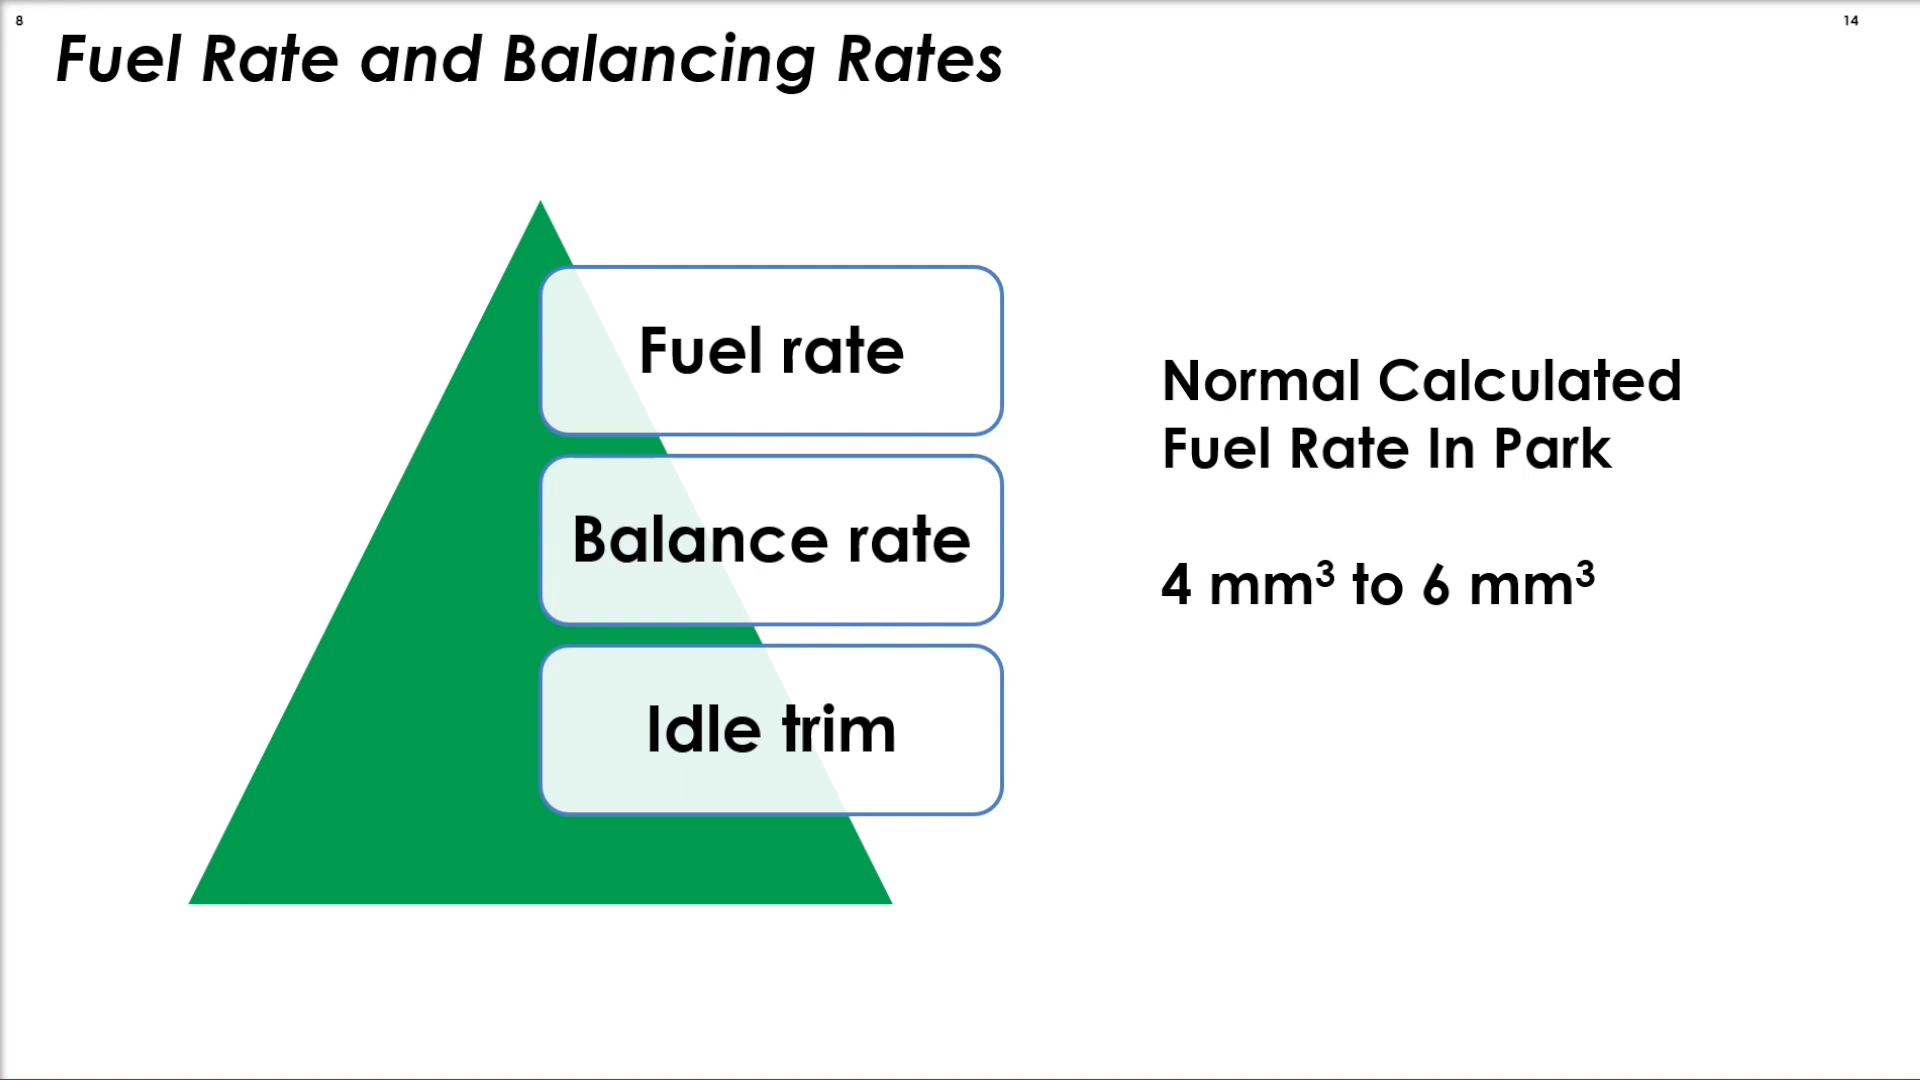 8
14
Fuel Rate and Balancing Rates
Fuel rate
Balance rate
Idle trim
Normal Calculated
Fuel Rate In Park
4 mm³ to 6 mm³